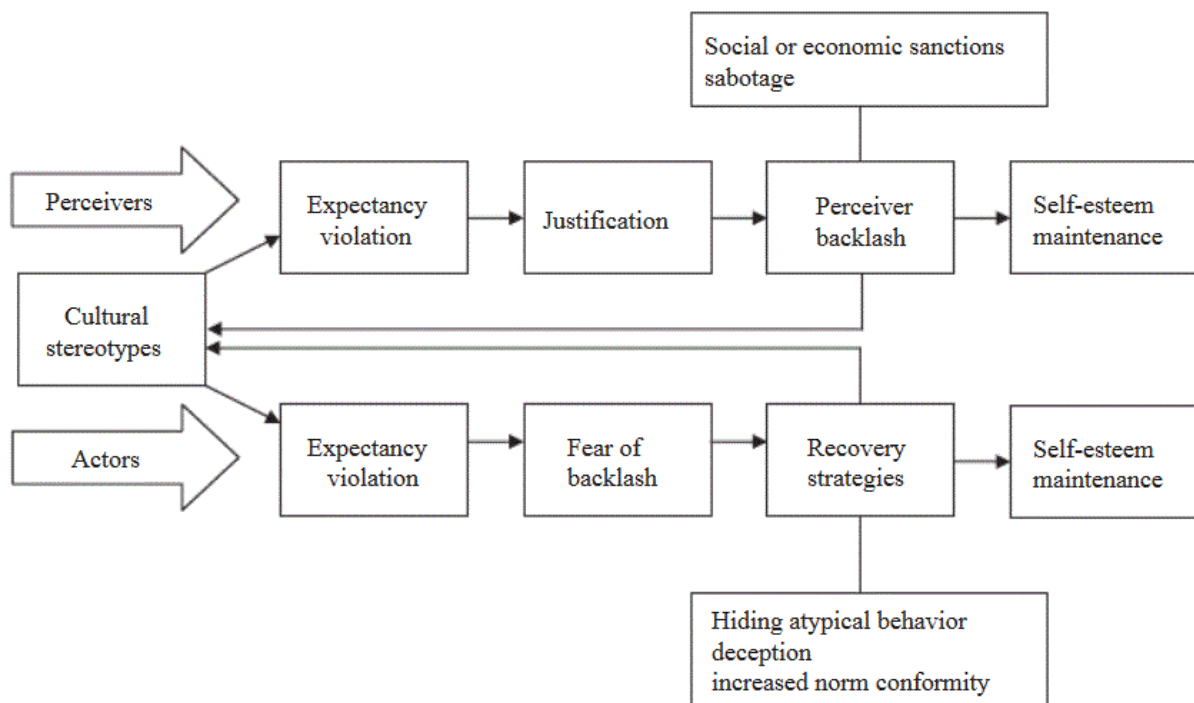 Social or economic sanctions
sabotage
Perceivers
Expectancy
violation
Justification
Perceiver
backlash
Self-esteem
maintenance
Cultural
stereotypes
Actors
Expectancy
violation
Fear of
backlash
Recovery
strategies
Self-esteem
maintenance
Hiding atypical behavior
deception
increased norm conformity